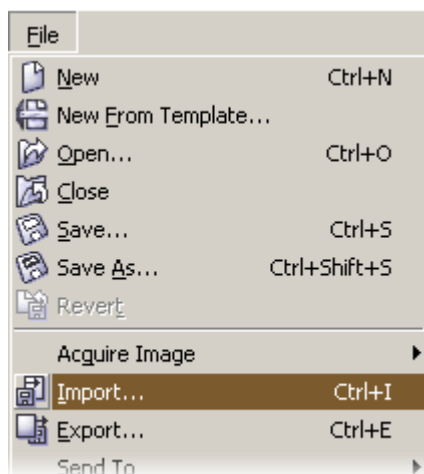 File
New Ctrl+N
New From Template...
Open... Ctrl+O
Close
Save... Ctrl+S
Save As... Ctrl+Shift+S
Revert
Acquire Image
Import... Ctrl+I
Export... Ctrl+E
Send To